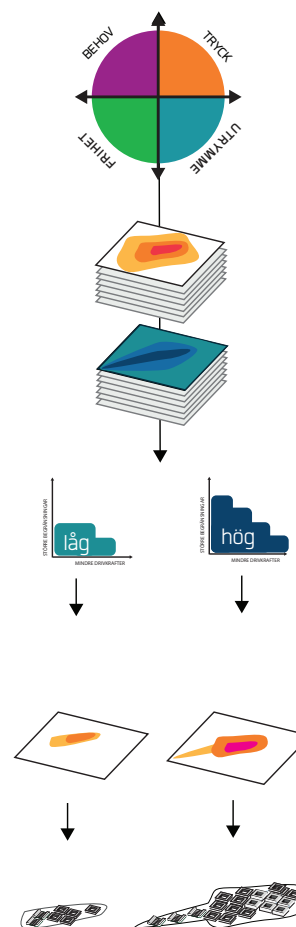 BEHOV
TRYCK
FRIHET
UTRYMME
STÖRRE BEGRÄNSNINGAR
låg
MINDRE DRIVKRAFTER
STÖRRE BEGRÄNSNINGAR
hög
MINDRE DRIVKRAFTER